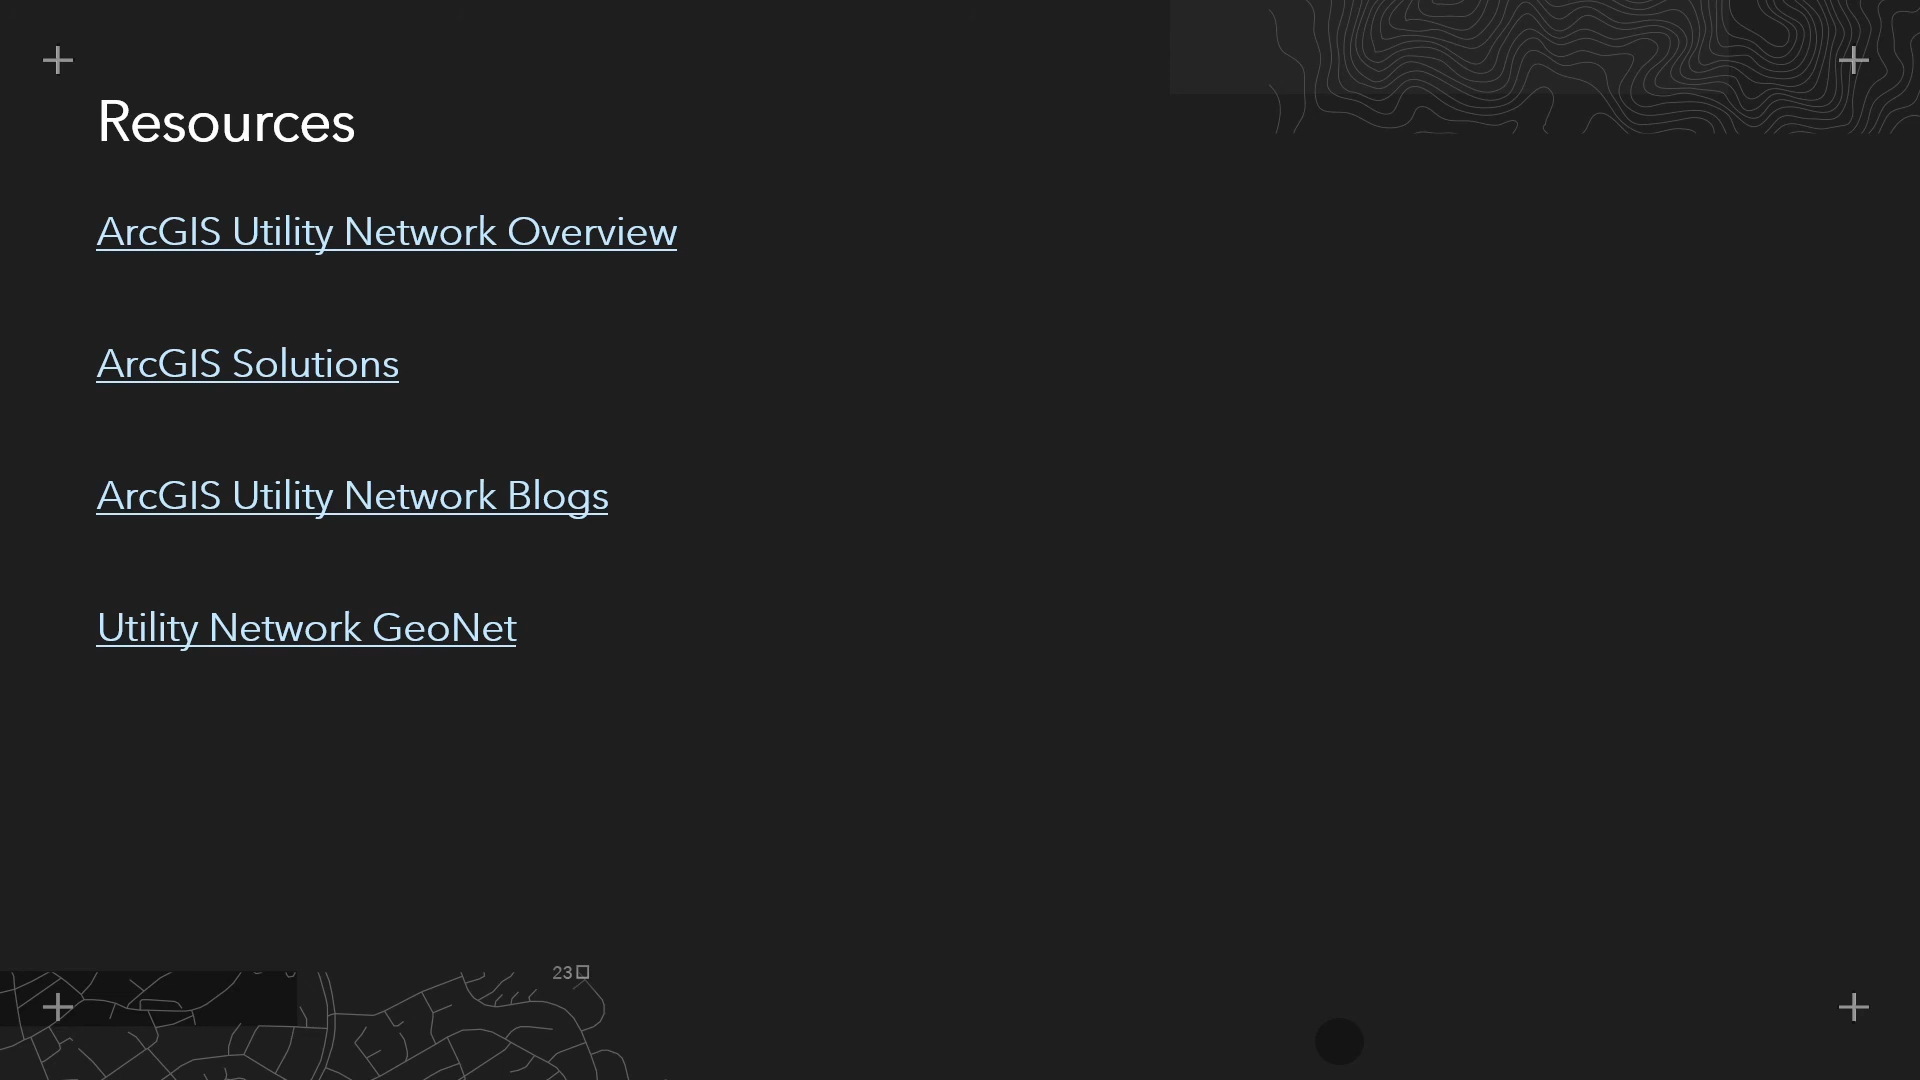 Resources
ArcGIS Utility Network Overview
ArcGIS Solutions
ArcGIS Utility Network Blogs
Utility Network GeoNet
23